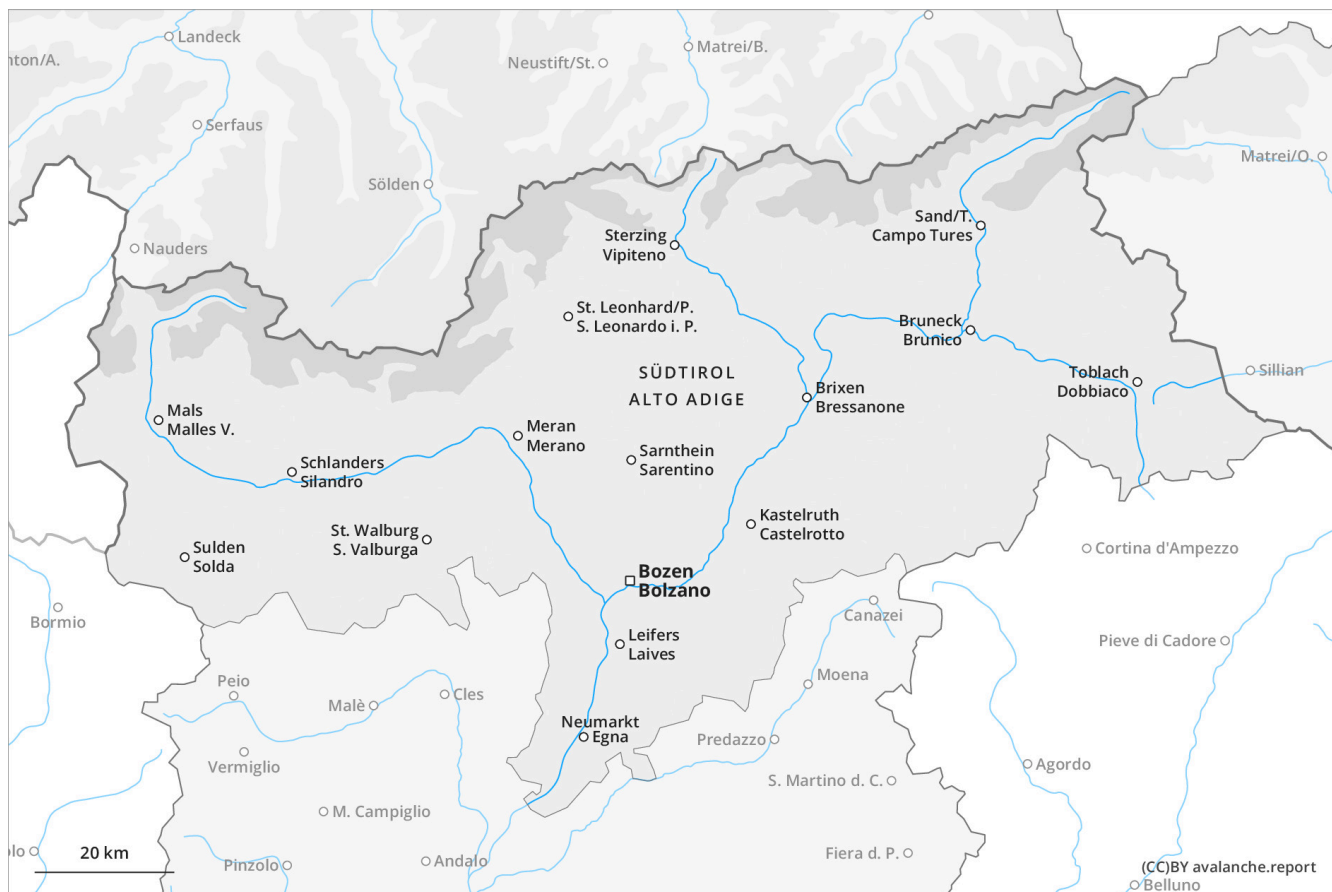 Landeck
Matrei/B.
nton/A.
Neustift/St.
Serfaus
Matrei/O.
Sölden
Sand/T.
Campo Tures
Sterzing
Vipiteno
Nauders
St. Leonhard/P.
S. Leonardo i. P.
Bruneck
Brunico
SÜDTIROL
ALTO ADIGE
Toblach
Dobbiaco
Sillian
Brixen
Bressanone
Mals
Malles V.
Meran
Merano
Sarnthein
Sarentino
Schlanders
Silandro
Kastelruth
Castelrotto
St. Walburg
S. Valburga
Sulden
Solda
Cortina d'Ampezzo
Bozen
Bolzano
Bormio
Canazei
Leifers
Laives
Pieve di Cadore
Peio
Malè
Cles
Moena
Neumarkt
Egna
Predazzo
Vermiglio
Agordo
S. Martino d. C.
M. Campiglio
olo
20 km
Pinzolo
Andalo
Fiera d. P.
(CC)BY avalanche.report
Belluno